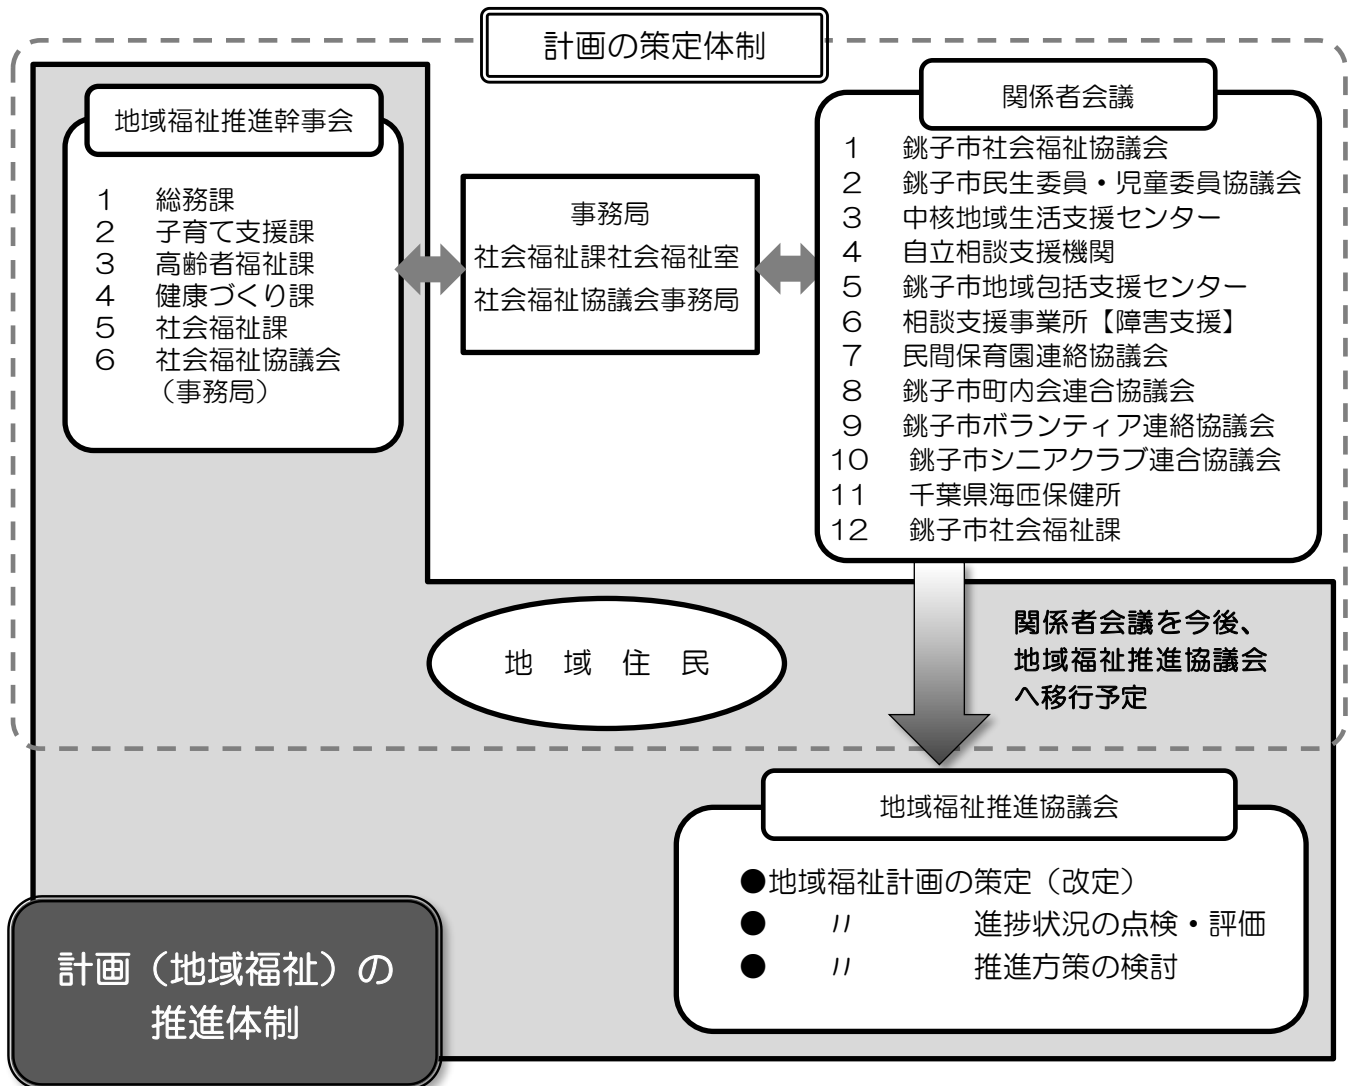 計画の策定体制
地域福祉推進幹事会
１　総務課
２　子育て支援課
３　高齢者福祉課
４　健康づくり課
５　社会福祉課
６　社会福祉協議会
（事務局）
事務局
社会福祉課社会福祉室
社会福祉協議会事務局
関係者会議
１　銚子市社会福祉協議会
２　銚子市民生委員・児童委員協議会
３　中核地域生活支援センター
４　自立相談支援機関
５　銚子市地域包括支援センター
６　相談支援事業所【障害支援】
７　民間保育園連絡協議会
８　銚子市町内会連合協議会
９　銚子市ボランティア連絡協議会
10　銚子市シニアクラブ連合協議会
11　千葉県海匝保健所
12　銚子市社会福祉課
地　域　住　民
関係者会議を今後、
地域福祉推進協議会
へ移行予定
地域福祉推進協議会
●地域福祉計画の策定（改定）
●　〃　進捗状況の点検・評価
●　〃　推進方策の検討
計画（地域福祉）の
推進体制